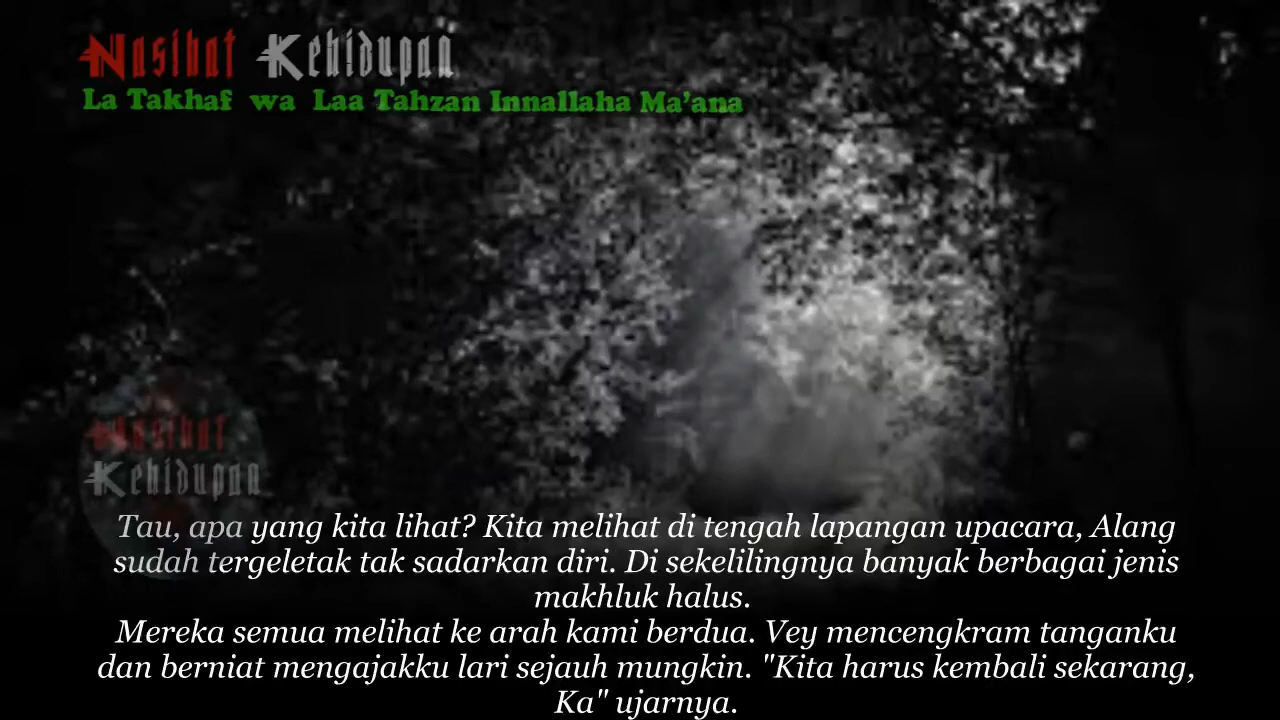 Nasihat Kehidupan
La Takhaf wa Laa Tahzan Innallaha Ma'ana
Nasihat
Kehidupan
Tau, apa yang kita lihat? Kita melihat di tengah lapangan upacara, Alang
sudah tergeletak tak sadarkan diri. Di sekelilingnya banyak berbagai jenis
makhluk halus.
Mereka semua melihat ke arah kami berdua. Vey mencengkram tanganku
dan berniat mengajakku lari sejauh mungkin. "Kita harus kembali sekarang,
Ka" ujarnya.